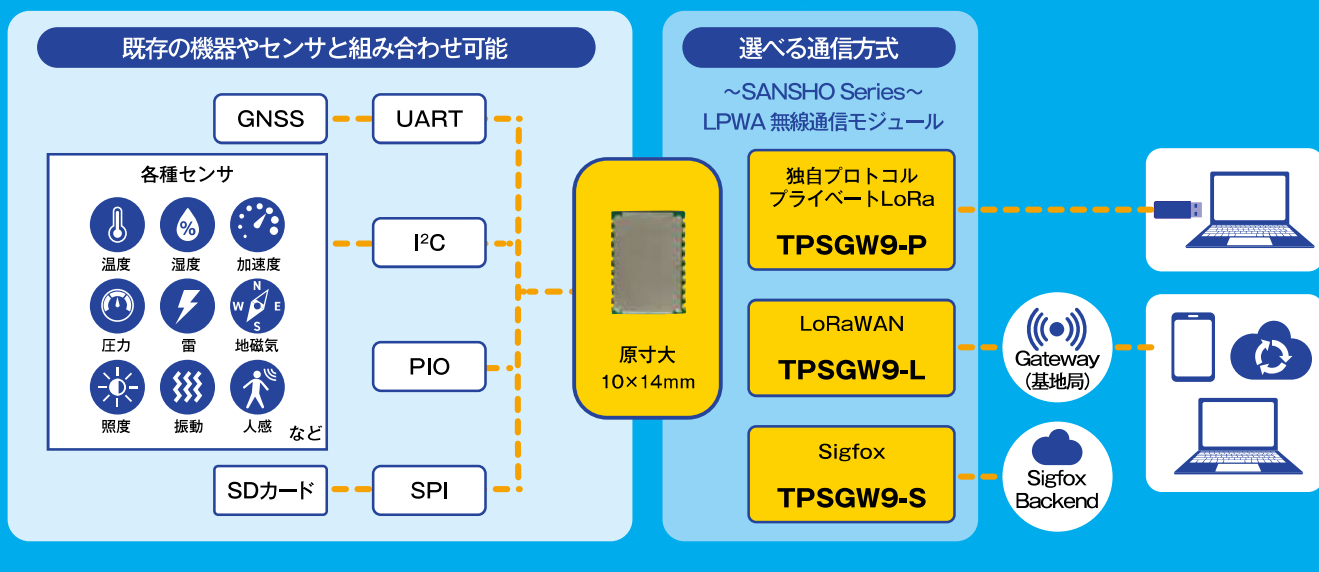 既存の機器やセンサと組み合わせ可能
GNSS
UART
各種センサ
%
温度
湿度
加速度
N
W
E
S
圧力
雷
地磁気
照度
振動
人感
など
I²C
PIO
SDカード
SPI
原寸大
10×14mm
選べる通信方式
～SANSHO Series～
LPWA 無線通信モジュール
独自プロトコル
プライベートLoRa
TPSGW9-P
LoRaWAN
TPSGW9-L
Sigfox
TPSGW9-S
Gateway
(基地局)
Sigfox
Backend